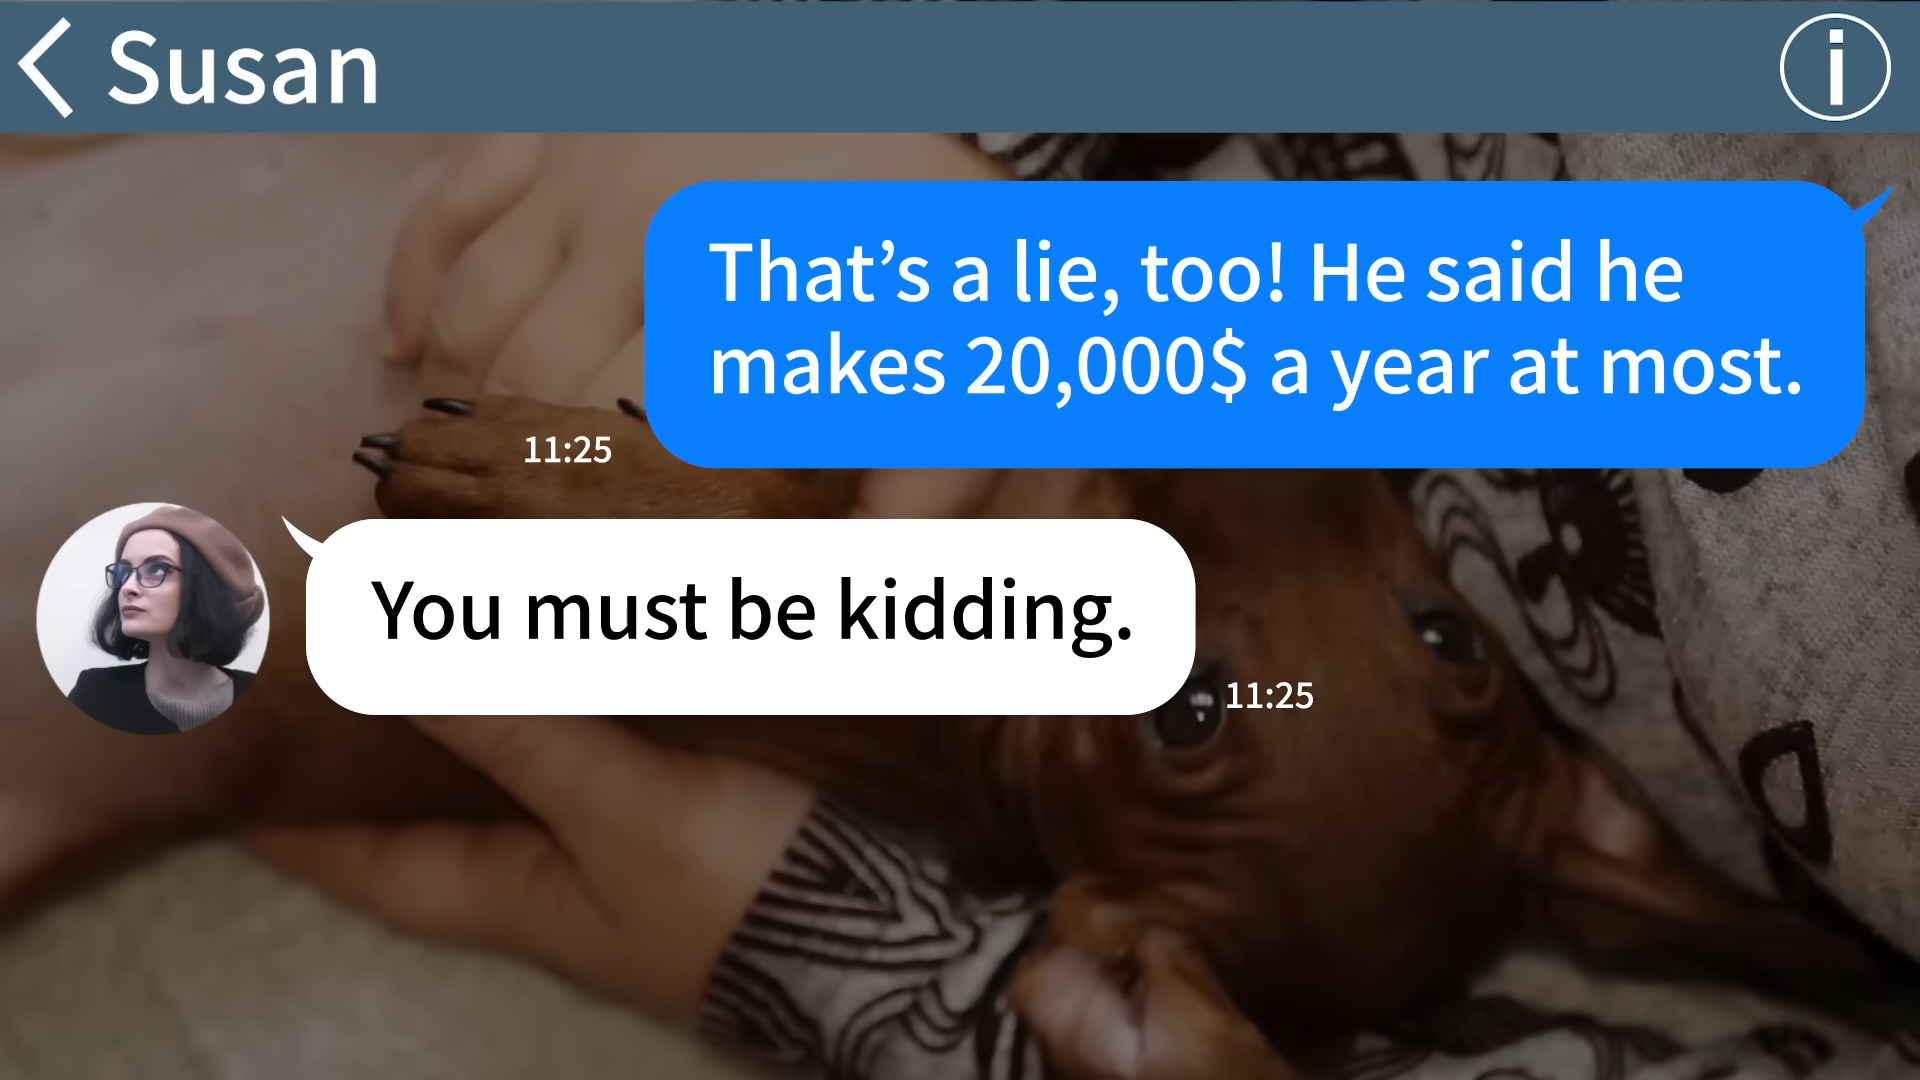 Susan
i
That’s a lie, too! He said he
makes 20,000$ a year at most.
11:25
You must be kidding.
11:25